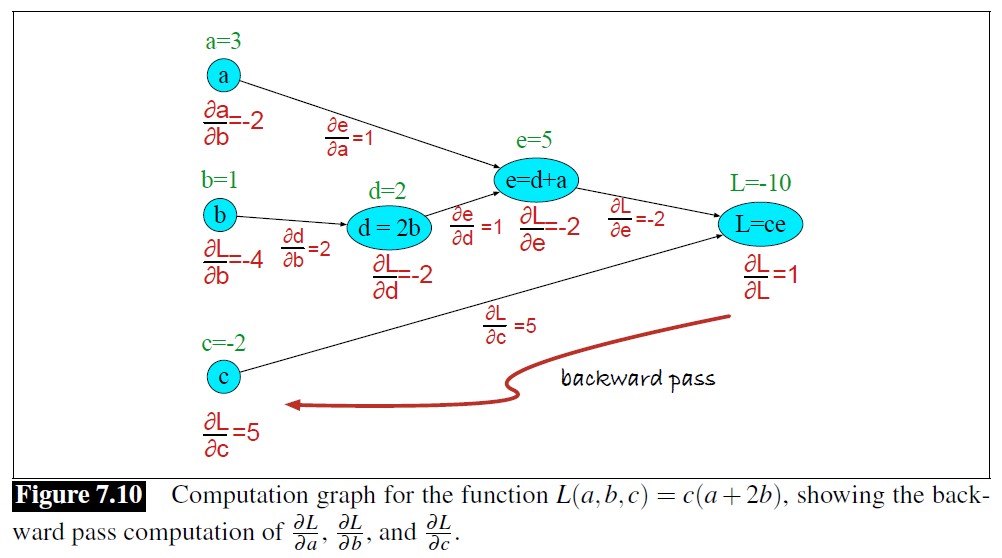 a=3
a
∂a/∂b=-2
∂e/∂a=1
b=1
b
∂L/∂b=-4
∂d/∂b=2
d=2
d = 2b
∂L/∂d=-2
∂e/∂d=1
e=5
e=d+a
∂L/∂e=-2
∂L/∂e=-2
L=-10
L=ce
∂L/∂L=1
c=-2
c
∂L/∂c=5
∂L/∂c=5
backward pass
Figure 7.10 Computation graph for the function L(a,b,c) = c(a+2b), showing the back-
ward pass computation of ∂L/∂a, ∂L/∂b, and ∂L/∂c.